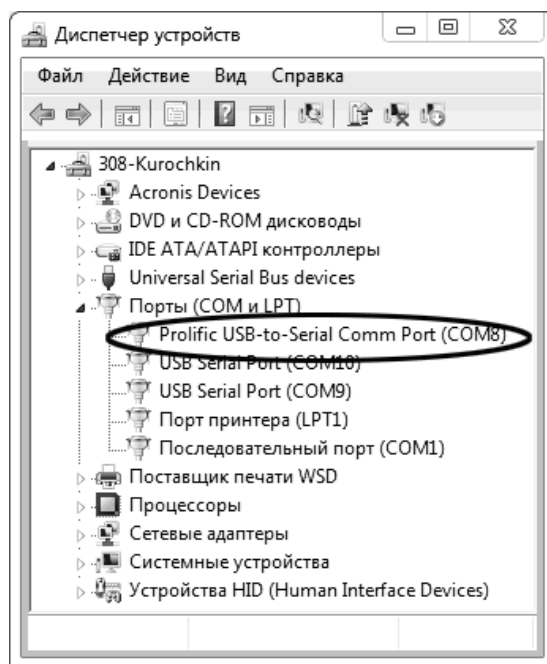 Диспетчер устройств
Файл Действие Вид Справка
308-Kurochkin
Acronis Devices
DVD и CD-ROM дисководы
IDE ATA/ATAPI контроллеры
Universal Serial Bus devices
Порты (COM и LPT)
Prolific USB-to-Serial Comm Port (COM8)
USB Serial Port (COM10)
USB Serial Port (COM9)
Порт принтера (LPT1)
Последовательный порт (COM1)
Поставщик печати WSD
Процессоры
Сетевые адаптеры
Системные устройства
Устройства HID (Human Interface Devices)